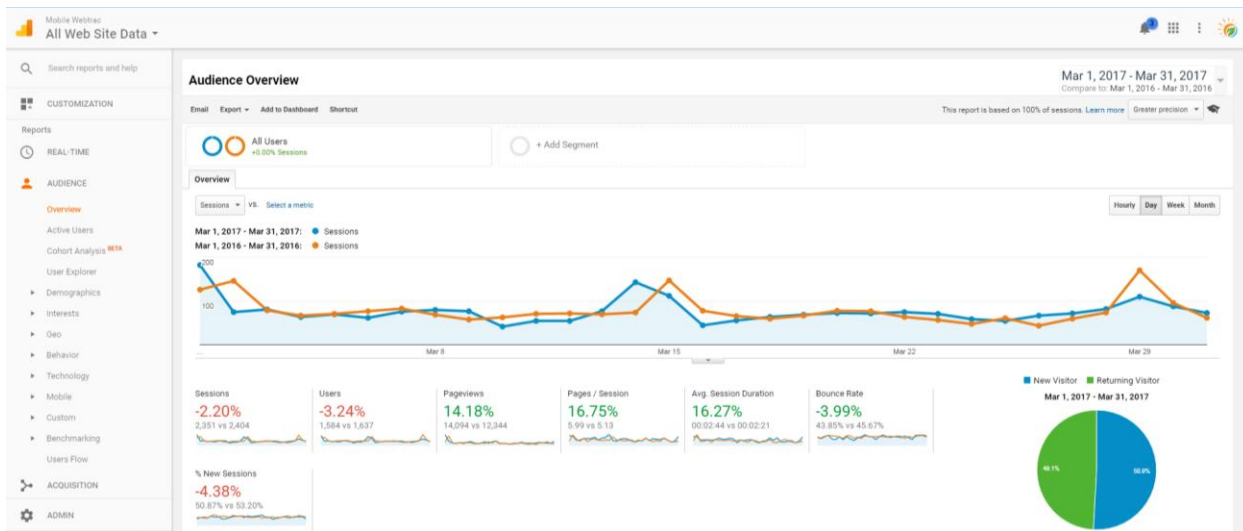 Mobile Webtrac
All Web Site Data
3
Search reports and help
CUSTOMIZATION
Reports
REAL-TIME
AUDIENCE
Overview
Active Users
Cohort Analysis BETA
User Explorer
Demographics
Interests
Geo
Behavior
Technology
Mobile
Custom
Benchmarking
Users Flow
ACQUISITION
ADMIN
Audience Overview
Mar 1, 2017 - Mar 31, 2017
Compare to: Mar 1, 2016 - Mar 31, 2016
Email Export Add to Dashboard Shortcut
This report is based on 100% of sessions. Learn more Greater precision
All Users
+0.00% Sessions
+ Add Segment
Overview
Sessions VS. Select a metric
Hourly Day Week Month
Mar 1, 2017 - Mar 31, 2017: Sessions
Mar 1, 2016 - Mar 31, 2016: Sessions
200
100
... Mar 8 Mar 15 Mar 22 Mar 29
Sessions
-2.20%
2,351 vs 2,404
Users
-3.24%
1,584 vs 1,637
Pageviews
14.18%
14,094 vs 12,344
Pages / Session
16.75%
5.99 vs 5.13
Avg. Session Duration
16.27%
00:02:44 vs 00:02:21
Bounce Rate
-3.99%
43.85% vs 45.67%
% New Sessions
-4.38%
50.87% vs 53.20%
New Visitor Returning Visitor
Mar 1, 2017 - Mar 31, 2017